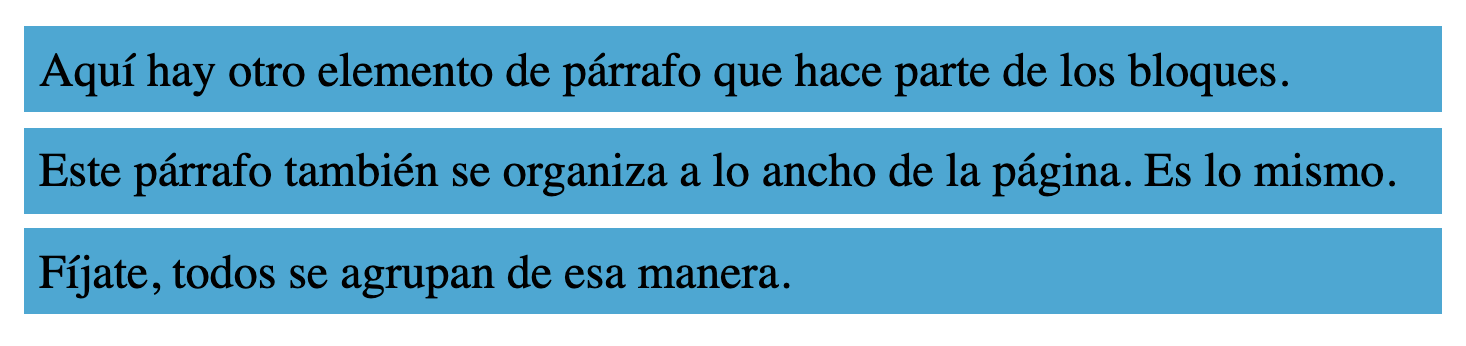 Aquí hay otro elemento de párrafo que hace parte de los bloques.
Este párrafo también se organiza a lo ancho de la página. Es lo mismo.
Fíjate, todos se agrupan de esa manera.